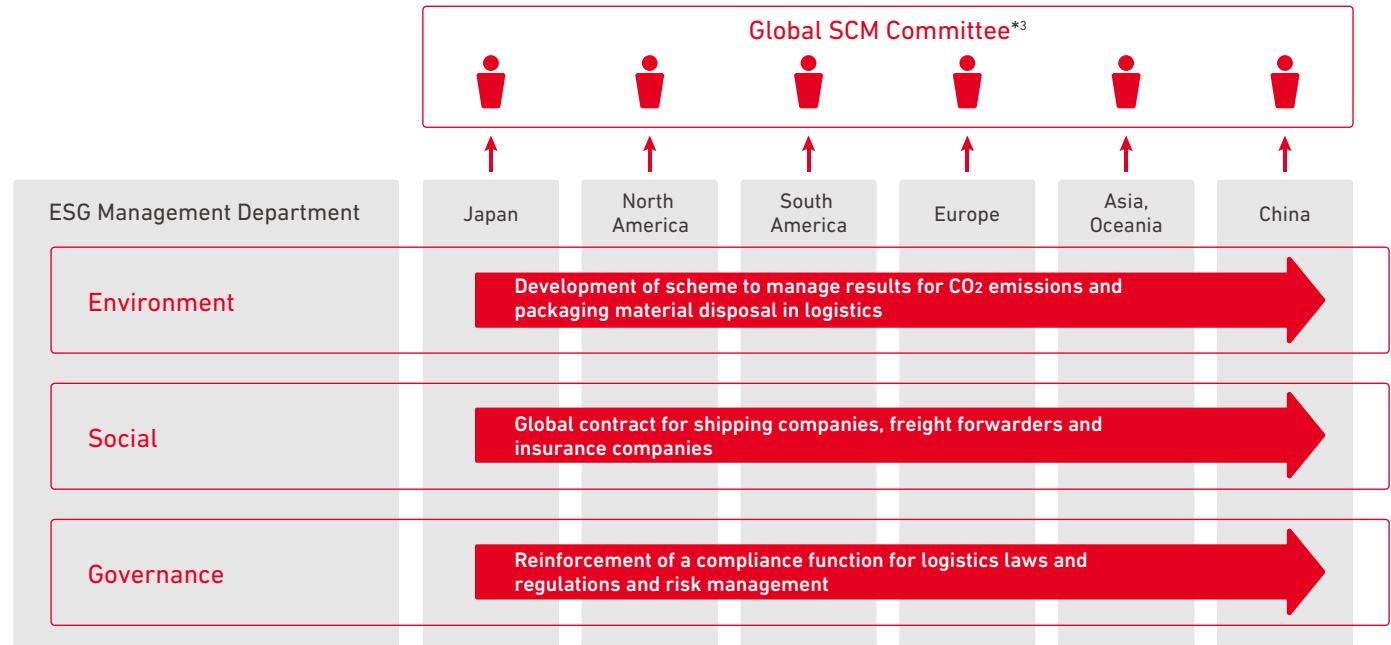 Global SCM Committee*3
ESG Management Department
Japan
North
America
South
America
Europe
Asia,
Oceania
China
Environment
Development of scheme to manage results for CO2 emissions and
packaging material disposal in logistics
Social
Global contract for shipping companies, freight forwarders and
insurance companies
Governance
Reinforcement of a compliance function for logistics laws and
regulations and risk management